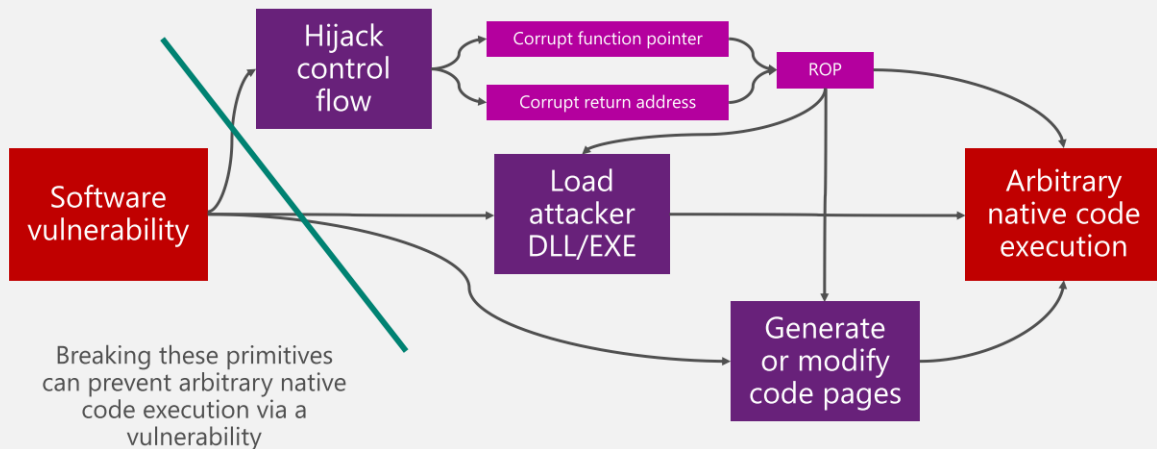 Hijack
control
flow
Corrupt function pointer
Corrupt return address
ROP
Software
vulnerability
Load
attacker
DLL/EXE
Arbitrary
native code
execution
Generate
or modify
code pages
Breaking these primitives
can prevent arbitrary native
code execution via a
vulnerability